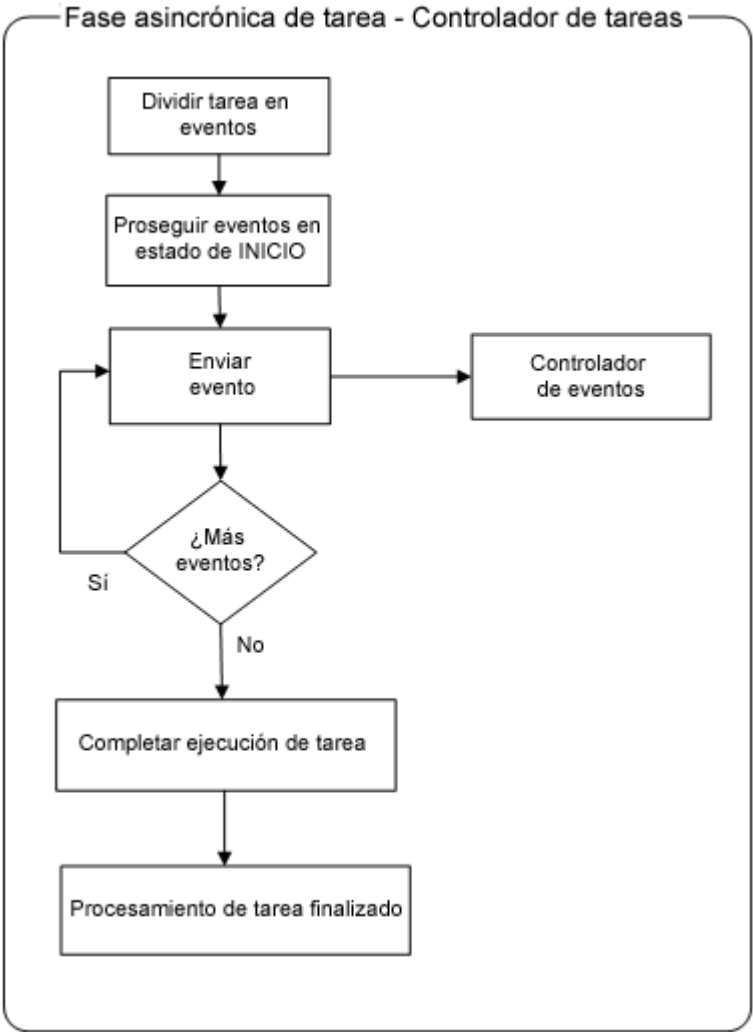 Fase asincrónica de tarea - Controlador de tareas
Dividir tarea en
eventos
Proseguir eventos en
estado de INICIO
Enviar
evento
Controlador
de eventos
¿Más
eventos?
Sí
No
Completar ejecución de tarea
Procesamiento de tarea finalizado